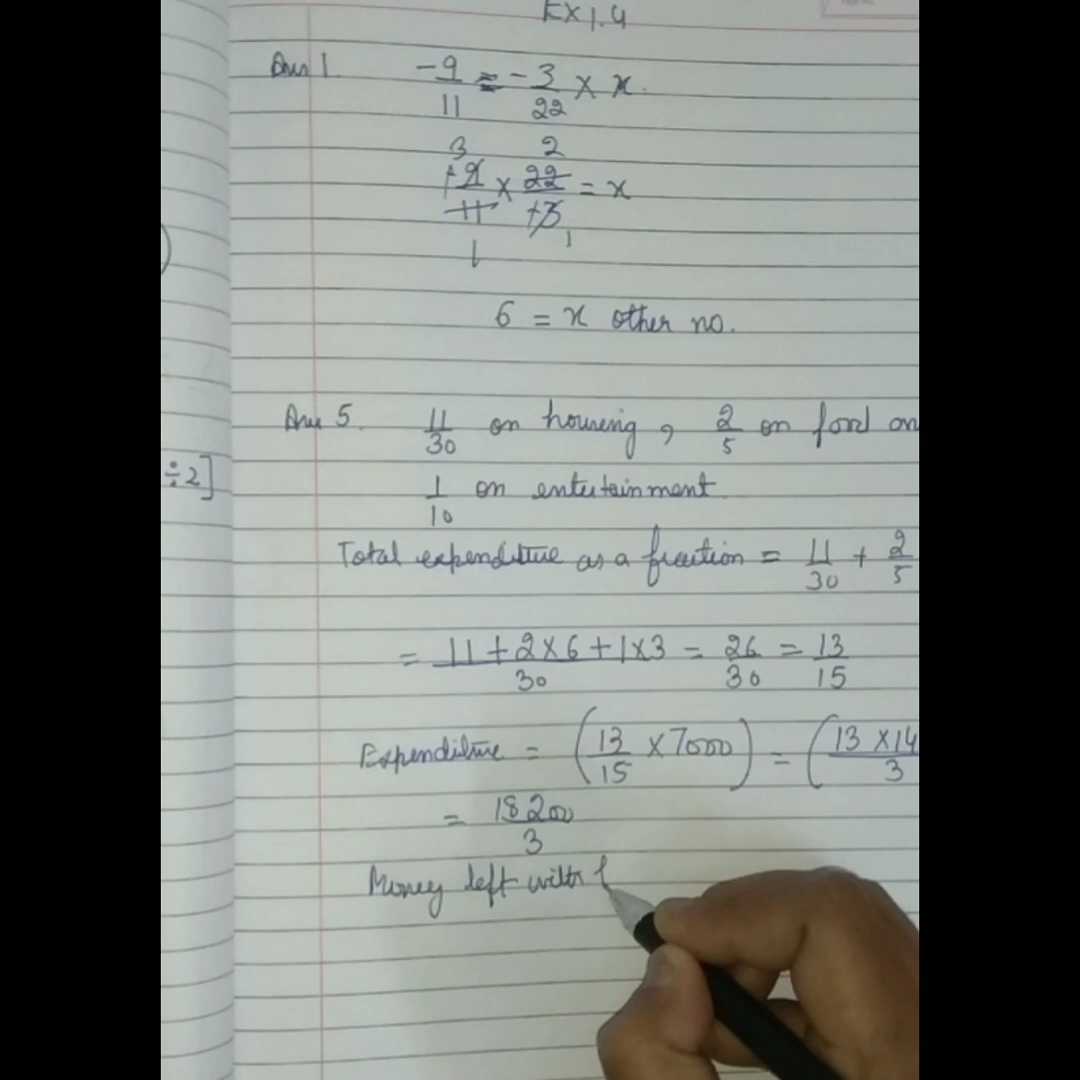 Ex 1.4
Ans 1. -9/11 = -3/22 × x.
3 2
+9/11 × 22/+3 = x
1 1
6 = x other no.
Ans 5. 11/30 on housing, 2/5 on food an
÷2]
1/10 on entertainment
Total expenditure as a fraction = 11/30 + 2/5
= 11+2×6+1×3/30 = 26/30 = 13/15
Expenditure = (13/15 × 7000) = (13 × 14/3
= 18200/3
Money left with